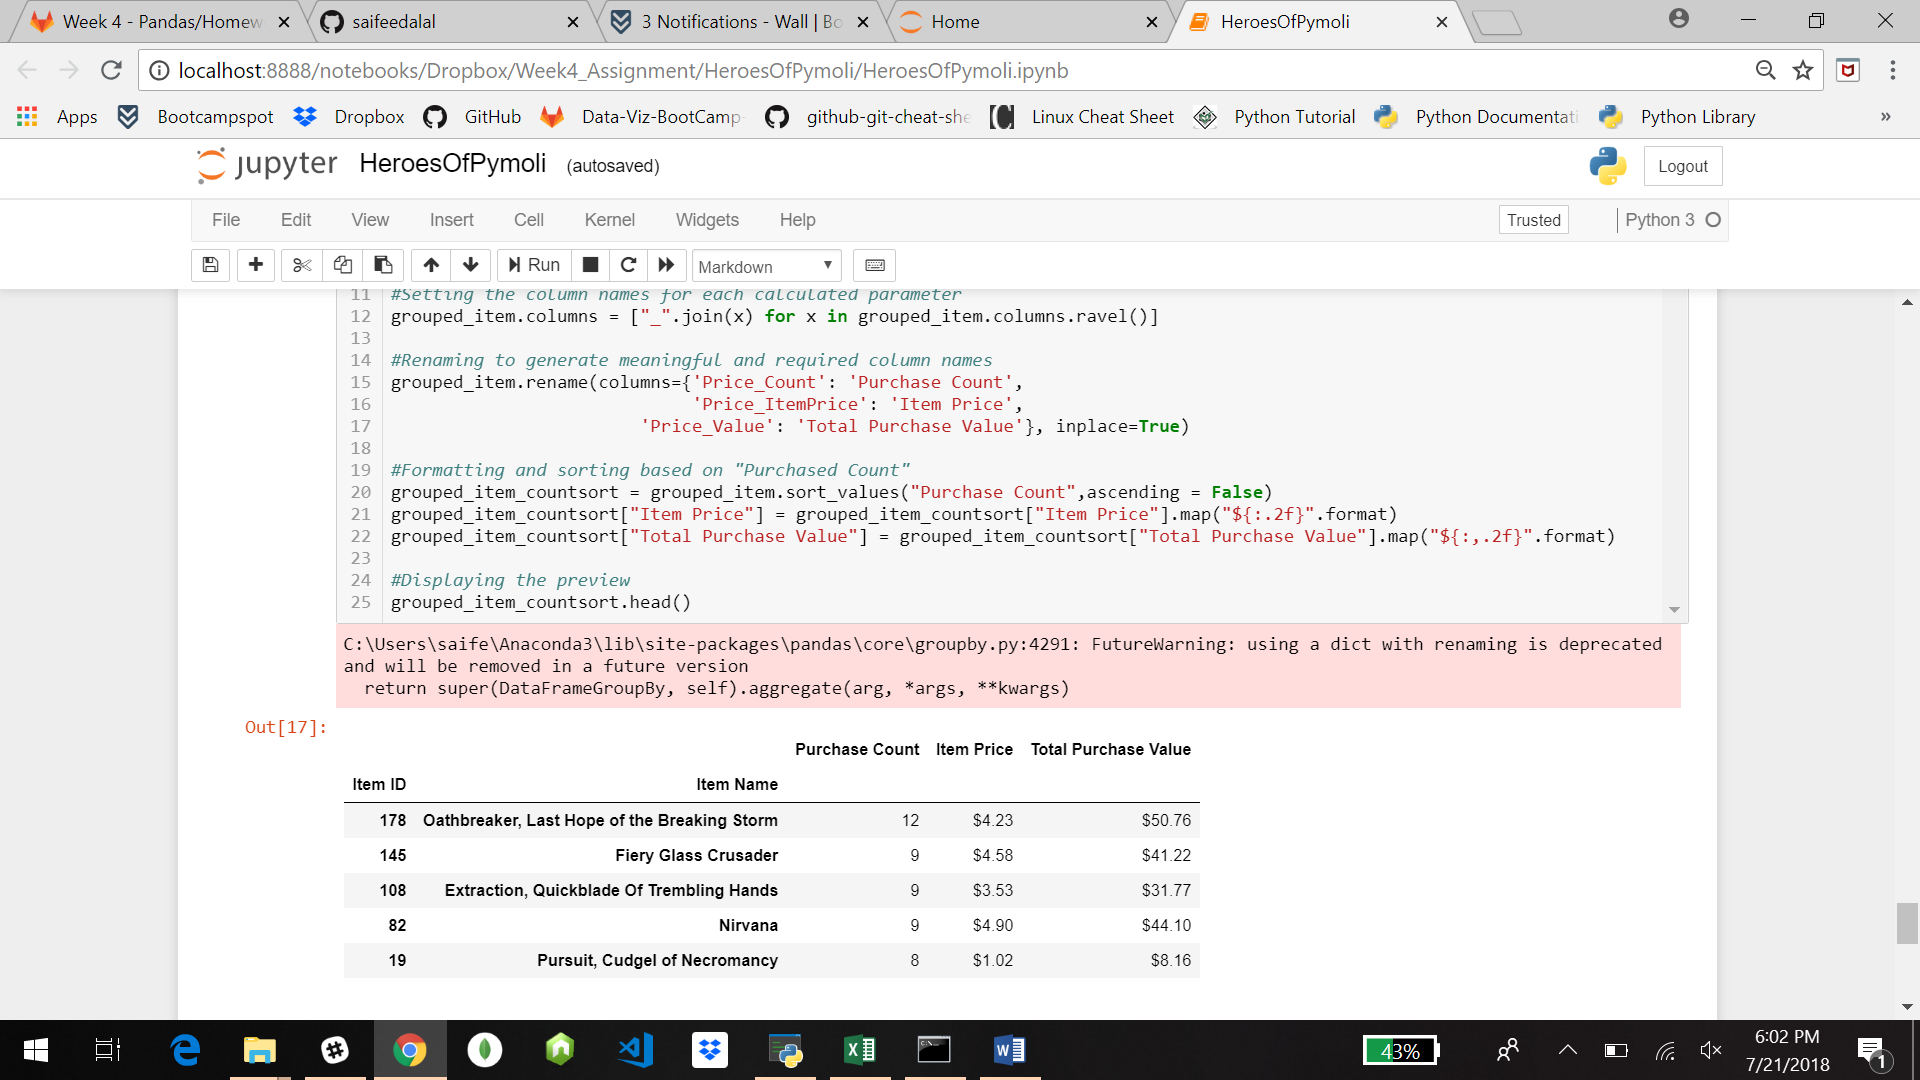 Week 4 - Pandas/Homew
saifeedalal
3 Notifications - Wall | Bo
Home
HeroesOfPymoli
localhost:8888/notebooks/Dropbox/Week4_Assignment/HeroesOfPymoli/HeroesOfPymoli.ipynb
Apps Bootcampspot Dropbox GitHub Data-Viz-BootCamp- github-git-cheat-she Linux Cheat Sheet Python Tutorial Python Documentati Python Library »
jupyter HeroesOfPymoli (autosaved) Logout
File Edit View Insert Cell Kernel Widgets Help Trusted Python 3
Run Markdown
11 #Setting the column names for each calculated parameter
12 grouped_item.columns = ["_".join(x) for x in grouped_item.columns.ravel()]
13
14 #Renaming to generate meaningful and required column names
15 grouped_item.rename(columns={'Price_Count': 'Purchase Count',
16 'Price_ItemPrice': 'Item Price',
17 'Price_Value': 'Total Purchase Value'}, inplace=True)
18
19 #Formatting and sorting based on "Purchased Count"
20 grouped_item_countsort = grouped_item.sort_values("Purchase Count",ascending = False)
21 grouped_item_countsort["Item Price"] = grouped_item_countsort["Item Price"].map("${:.2f}".format)
22 grouped_item_countsort["Total Purchase Value"] = grouped_item_countsort["Total Purchase Value"].map("${:,.2f}".format)
23
24 #Displaying the preview
25 grouped_item_countsort.head()
C:\Users\saife\Anaconda3\lib\site-packages\pandas\core\groupby.py:4291: FutureWarning: using a dict with renaming is deprecated
and will be removed in a future version
return super(DataFrameGroupBy, self).aggregate(arg, *args, **kwargs)
Out[17]:
Purchase Count Item Price Total Purchase Value
Item ID Item Name
178 Oathbreaker, Last Hope of the Breaking Storm 12 $4.23 $50.76
145 Fiery Glass Crusader 9 $4.58 $41.22
108 Extraction, Quickblade Of Trembling Hands 9 $3.53 $31.77
82 Nirvana 9 $4.90 $44.10
19 Pursuit, Cudgel of Necromancy 8 $1.02 $8.16
43%
6:02 PM
7/21/2018
1